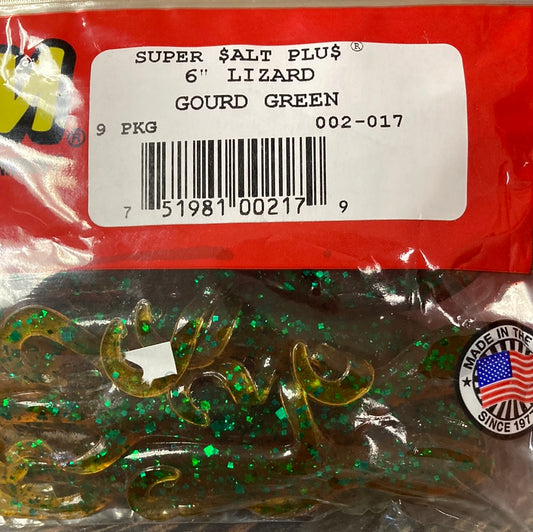 SUPER $ALT PLU$ ®
6" LIZARD
GOURD GREEN
9 PKG 002-017
7 51981 00217 9
®
MADE IN THE
SINCE 197